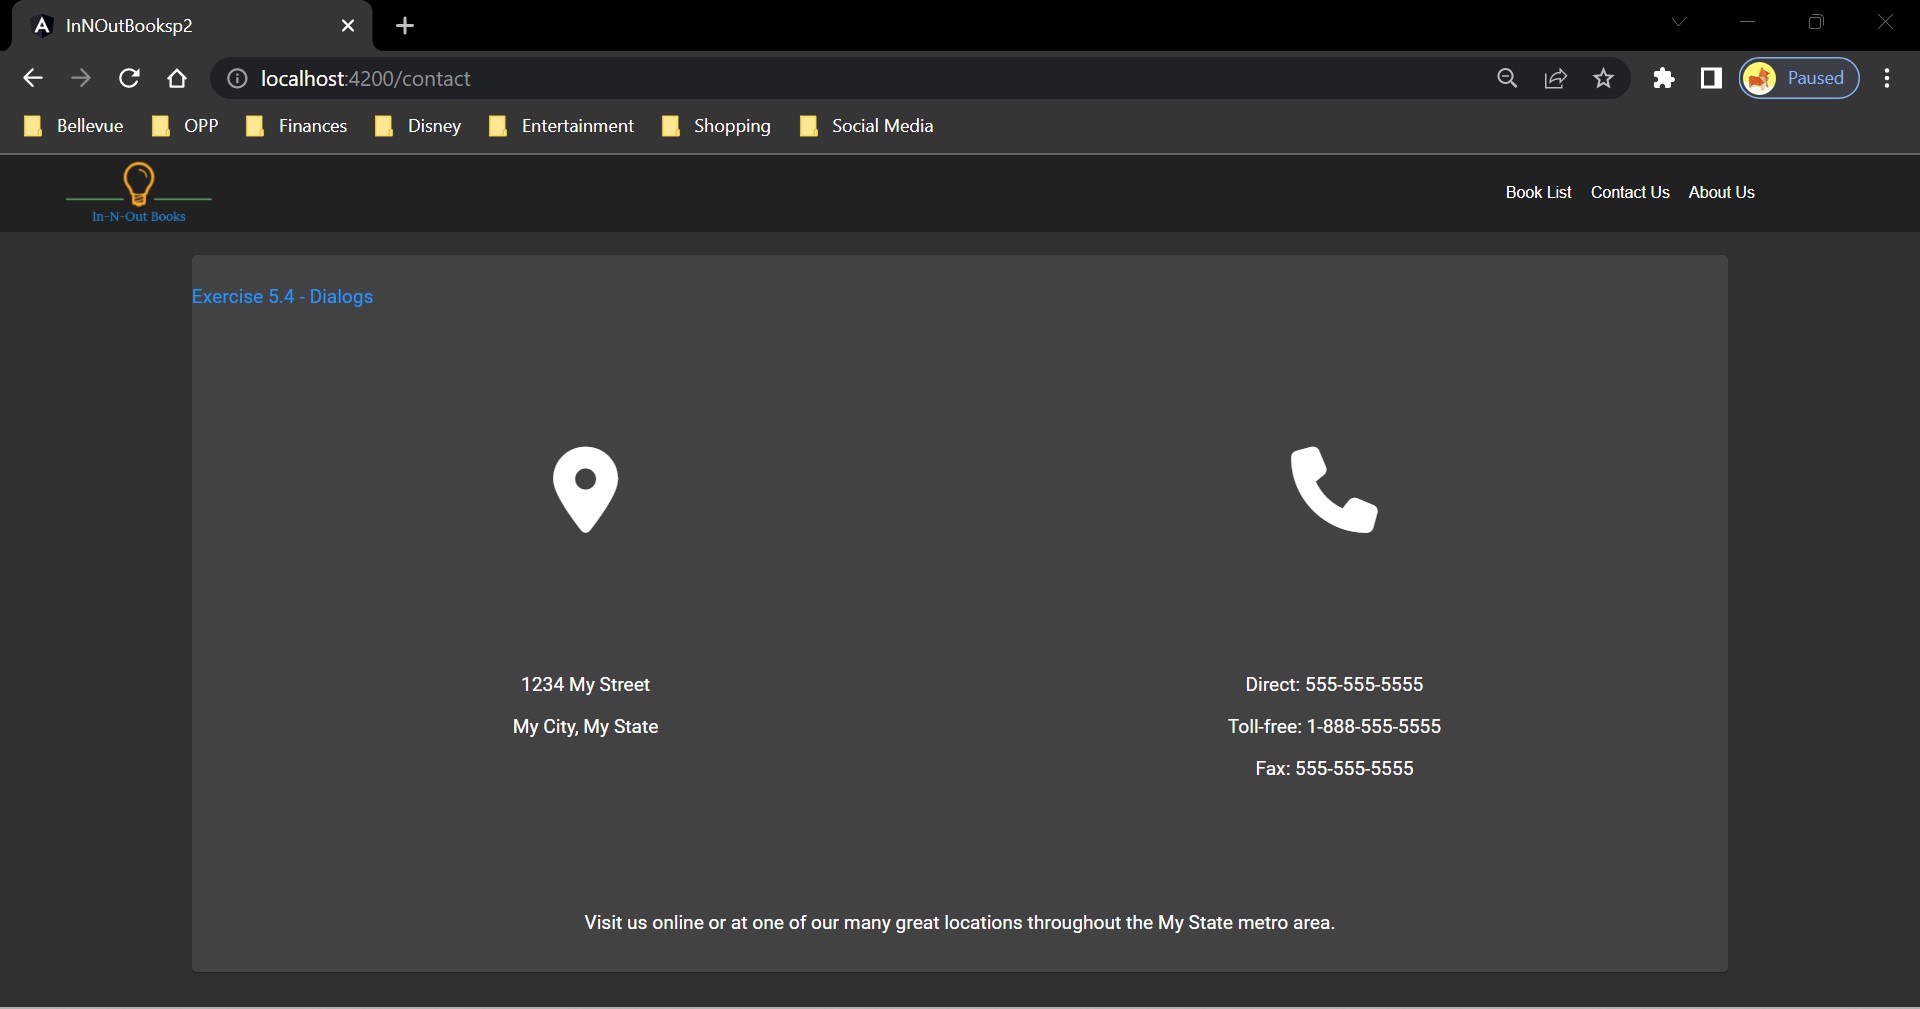 InNOutBooksp2
localhost:4200/contact
Paused
Bellevue OPP Finances Disney Entertainment Shopping Social Media
In-N-Out Books
Book List Contact Us About Us
Exercise 5.4 - Dialogs
1234 My Street
My City, My State
Direct: 555-555-5555
Toll-free: 1-888-555-5555
Fax: 555-555-5555
Visit us online or at one of our many great locations throughout the My State metro area.